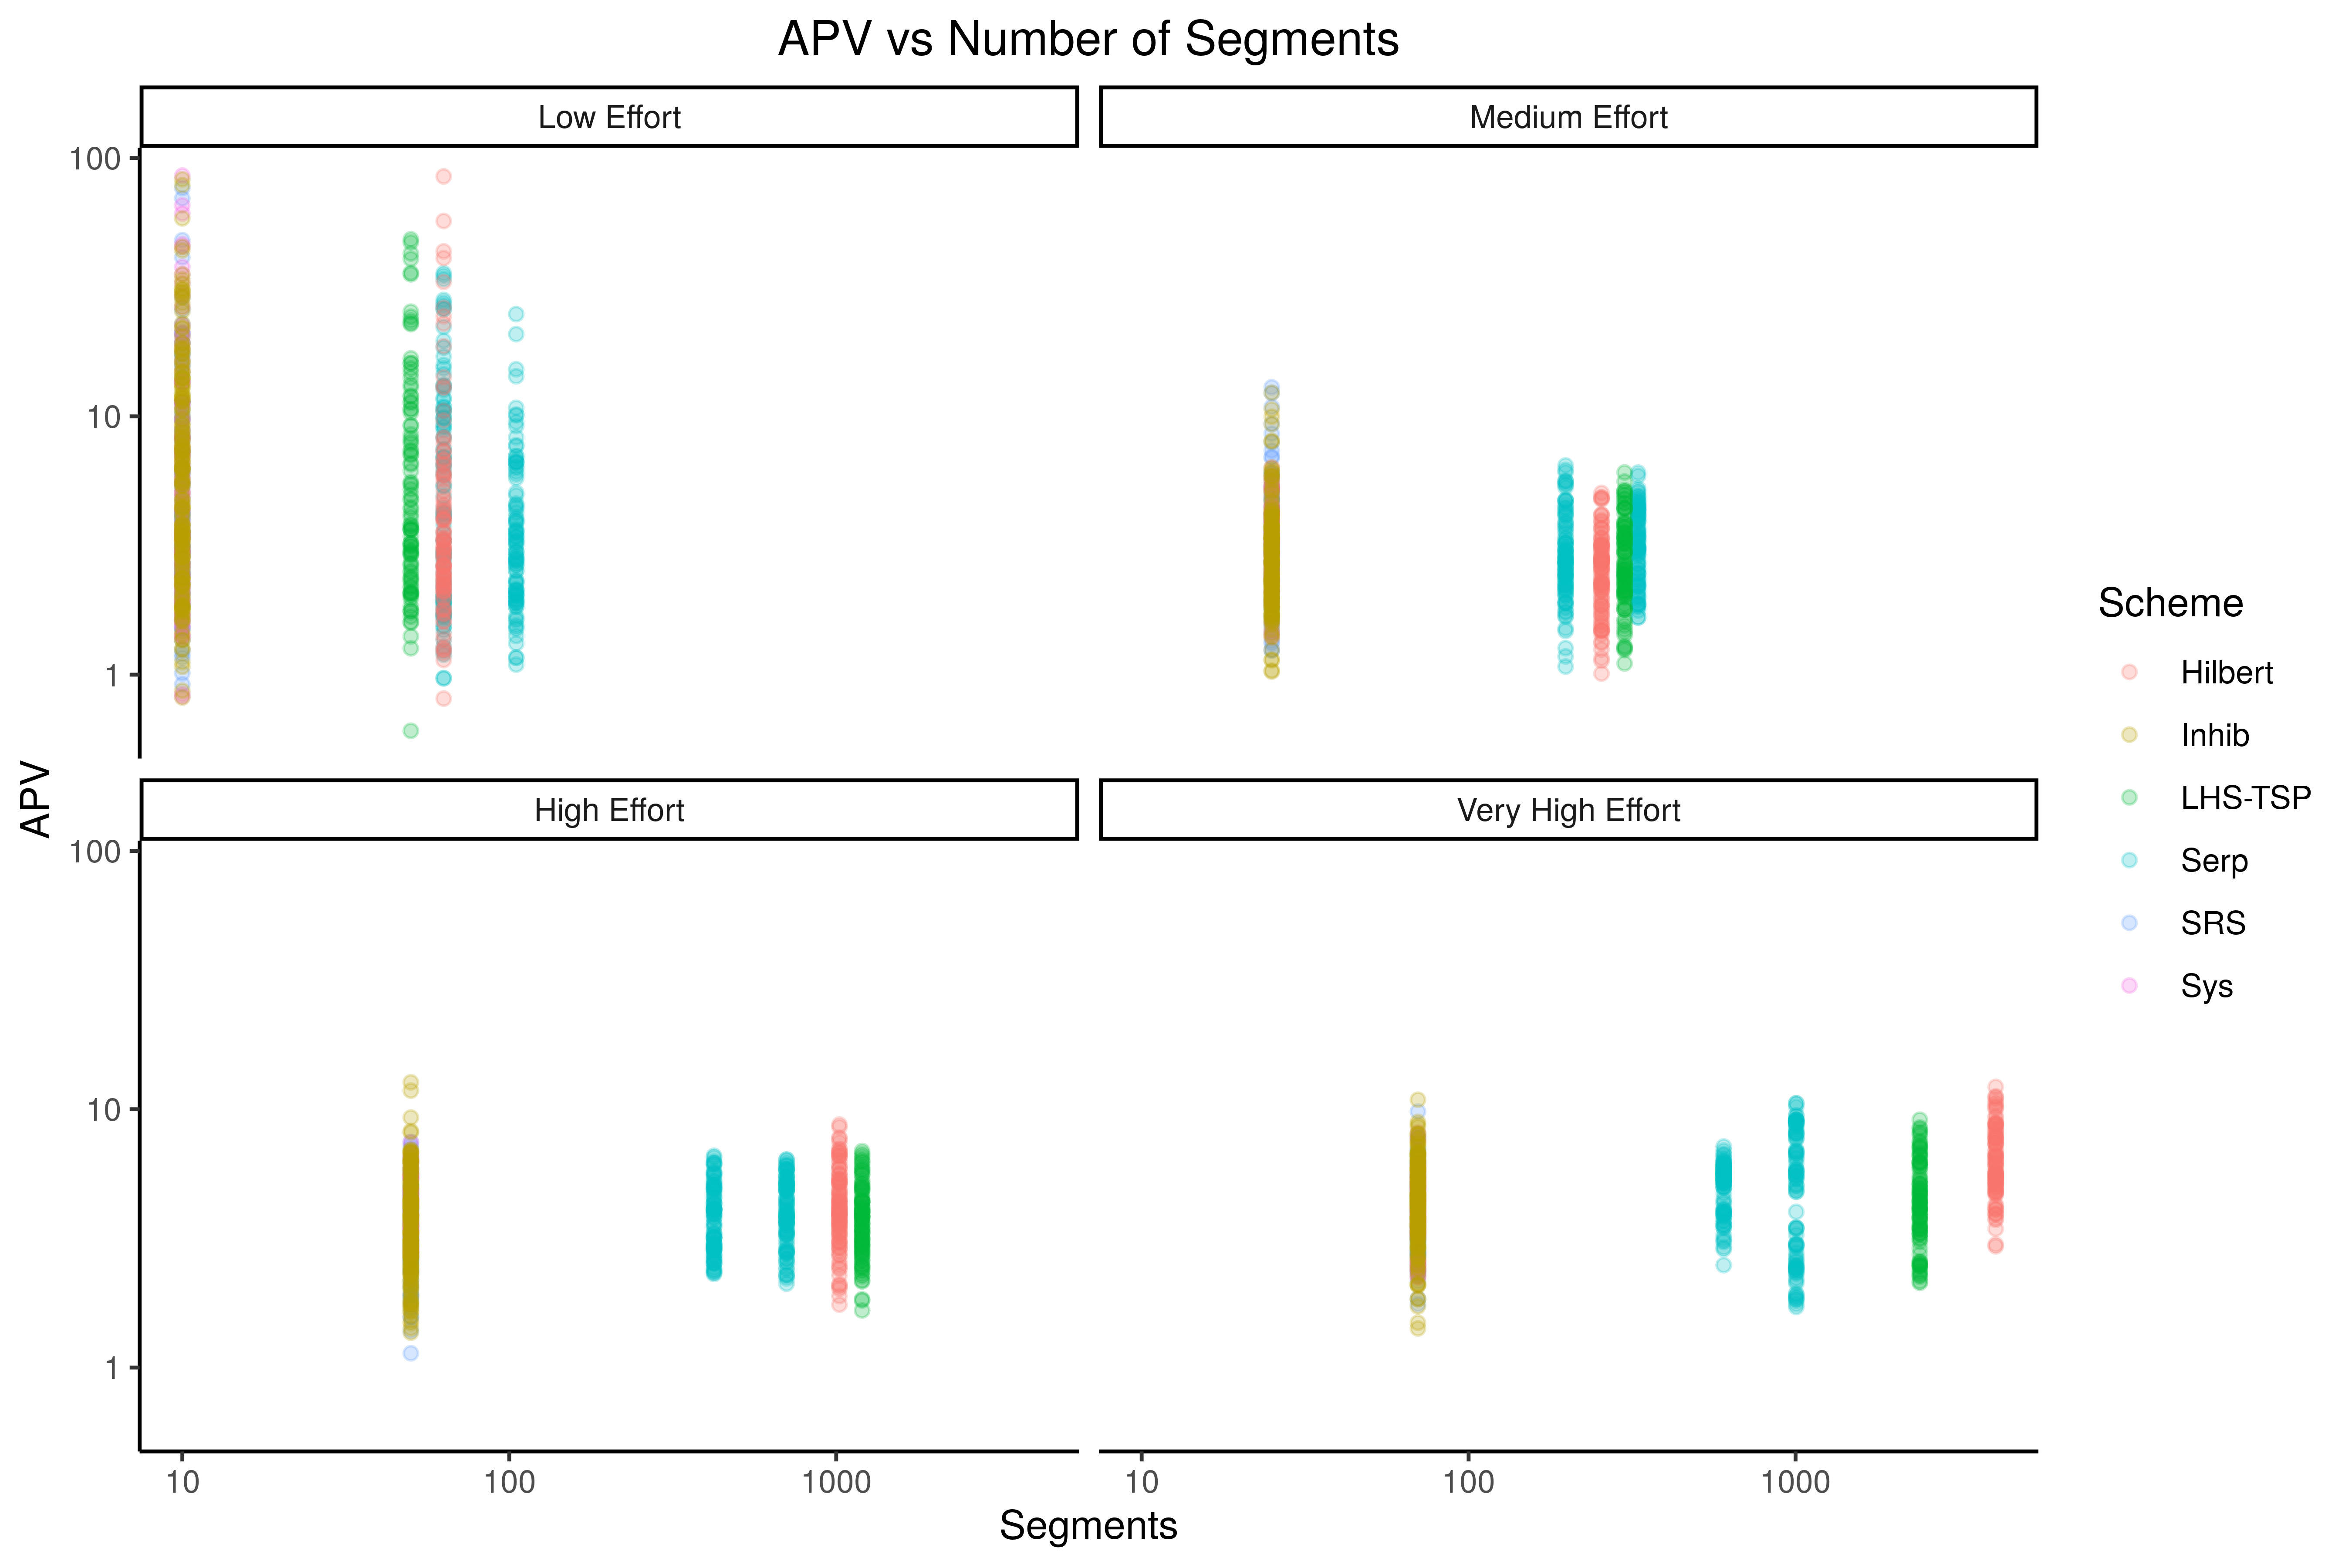 APV vs Number of Segments
Low Effort
Medium Effort
100
10
1
High Effort
Very High Effort
100
10
1
APV
10
100
1000
10
100
1000
Segments
Scheme
Hilbert
Inhib
LHS-TSP
Serp
SRS
Sys